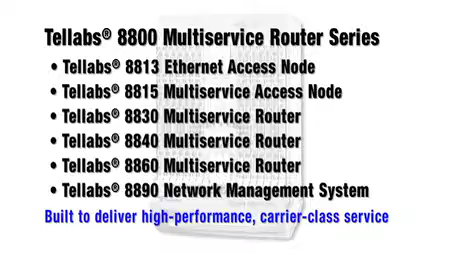 Tellabs® 8800 Multiservice Router Series
• Tellabs® 8813 Ethernet Access Node
• Tellabs® 8815 Multiservice Access Node
• Tellabs® 8830 Multiservice Router
• Tellabs® 8840 Multiservice Router
• Tellabs® 8860 Multiservice Router
• Tellabs® 8890 Network Management System
Built to deliver high-performance, carrier-class service